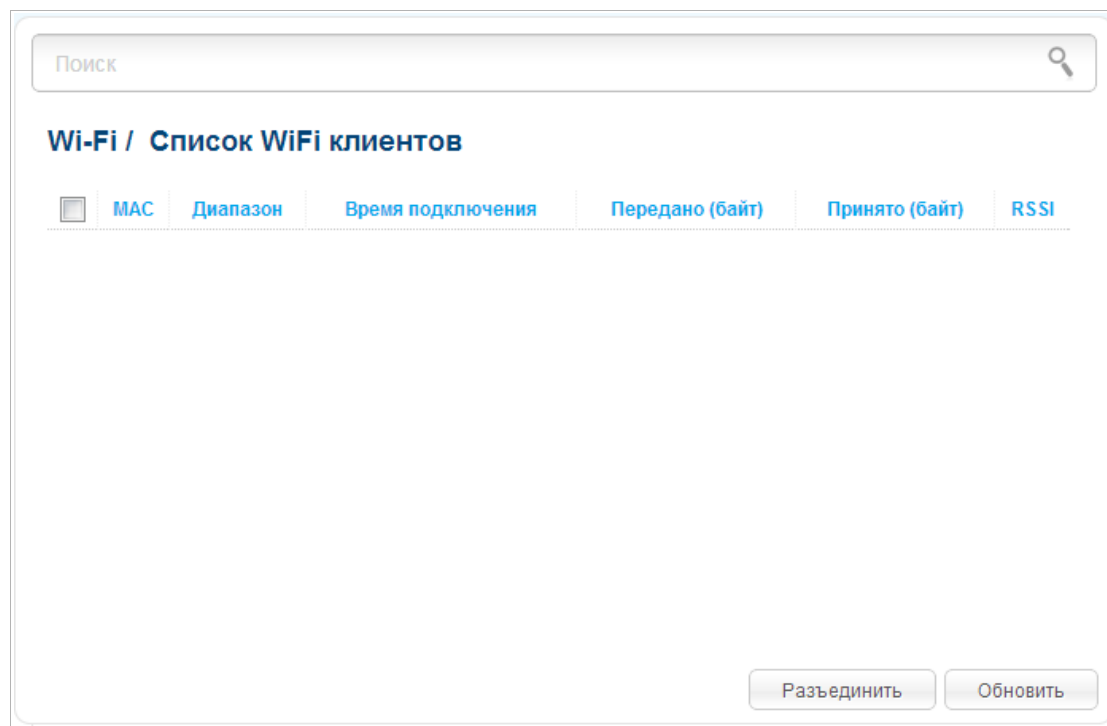 Поиск
Wi-Fi / Список WiFi клиентов
MAC Диапазон Время подключения Передано (байт) Принято (байт) RSSI
Разъединить Обновить